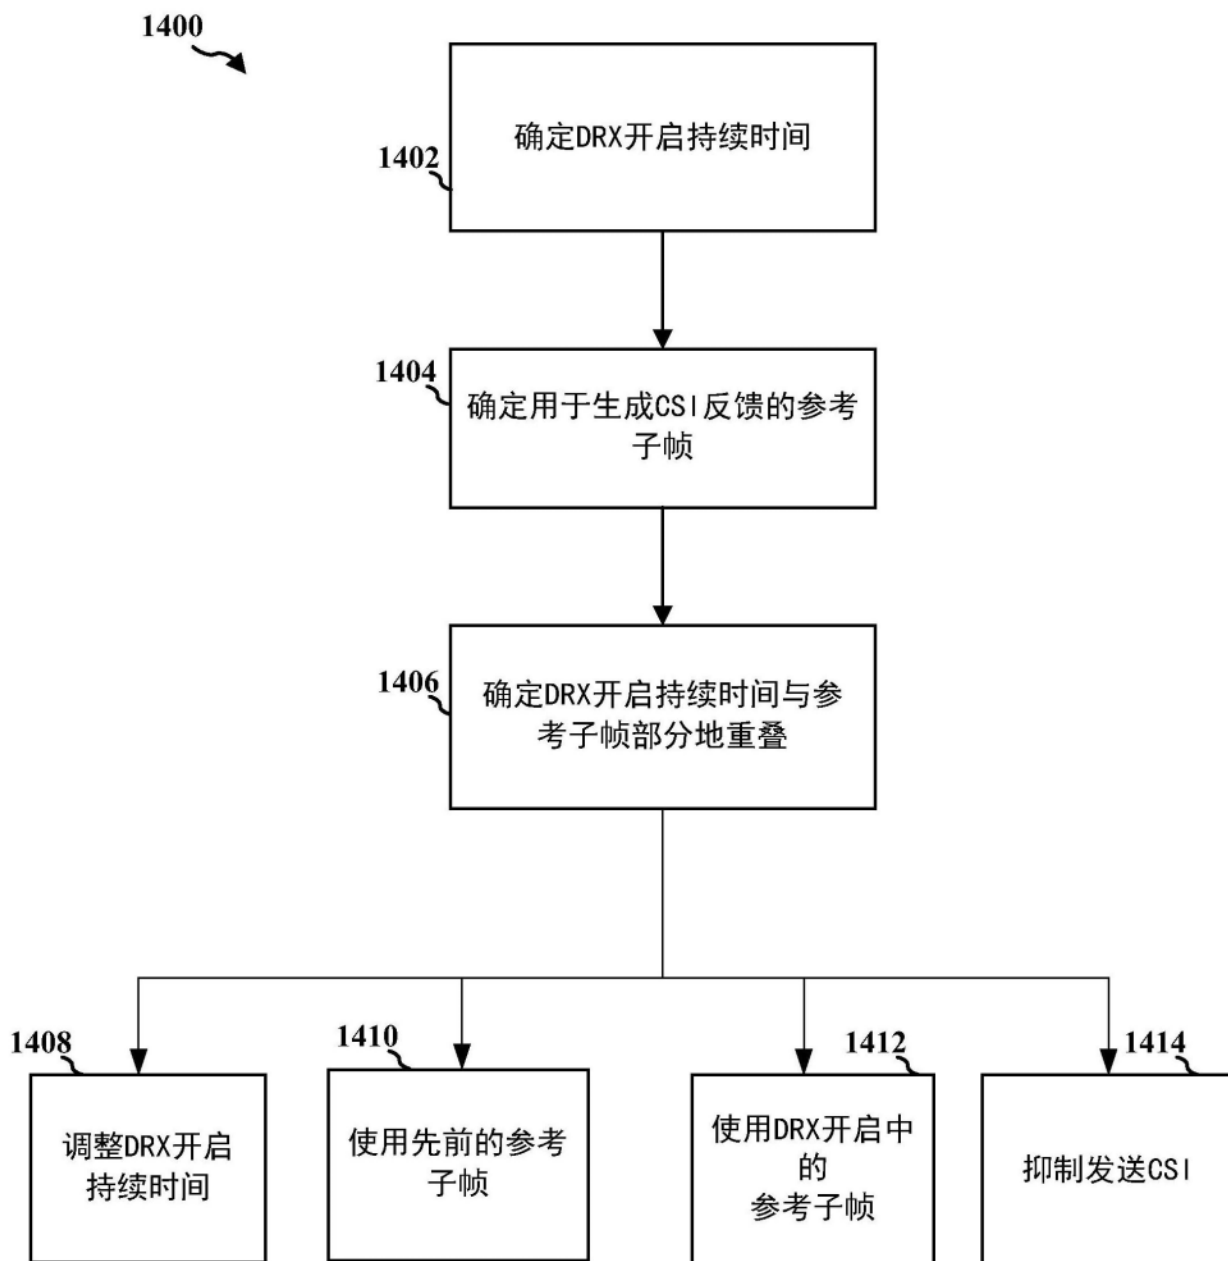 1400
确定DRX开启持续时间
1402
1404
确定用于生成CSI反馈的参考
子帧
1406
确定DRX开启持续时间与参
考子帧部分地重叠
1408
调整DRX开启
持续时间
1410
使用先前的参考
子帧
1412
使用DRX开启中
的
参考子帧
1414
抑制发送CSI